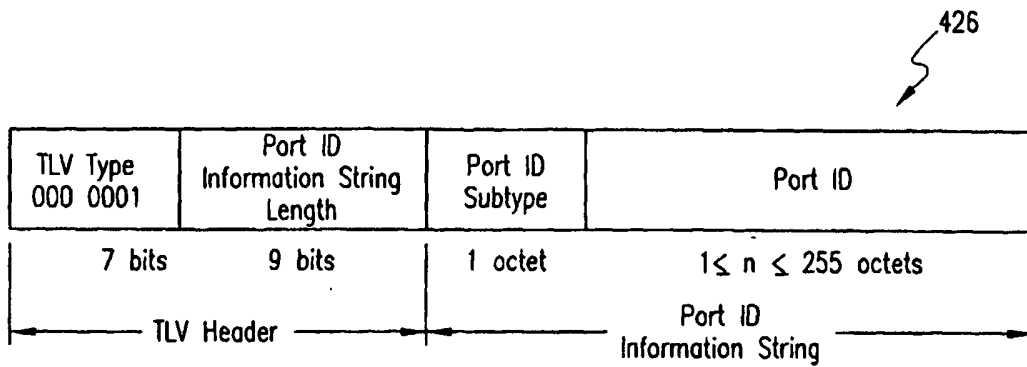 426
TLV Type
000 0001
Port ID
Information String
Length
Port ID
Subtype
Port ID
7 bits
9 bits
1 octet
1≤ n ≤ 255 octets
TLV Header
Port ID
Information String